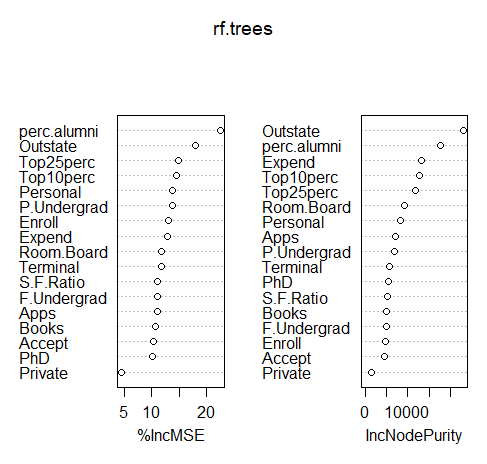 rf.trees
perc.alumni
Outstate
Top25perc
Top10perc
Personal
P.Undergrad
Enroll
Expend
Room.Board
Terminal
S.F.Ratio
F.Undergrad
Apps
Books
Accept
PhD
Private
5 10 20
%IncMSE
Outstate
perc.alumni
Expend
Top10perc
Top25perc
Room.Board
Personal
Apps
P.Undergrad
Terminal
PhD
S.F.Ratio
Books
F.Undergrad
Enroll
Accept
Private
0 10000
IncNodePurity